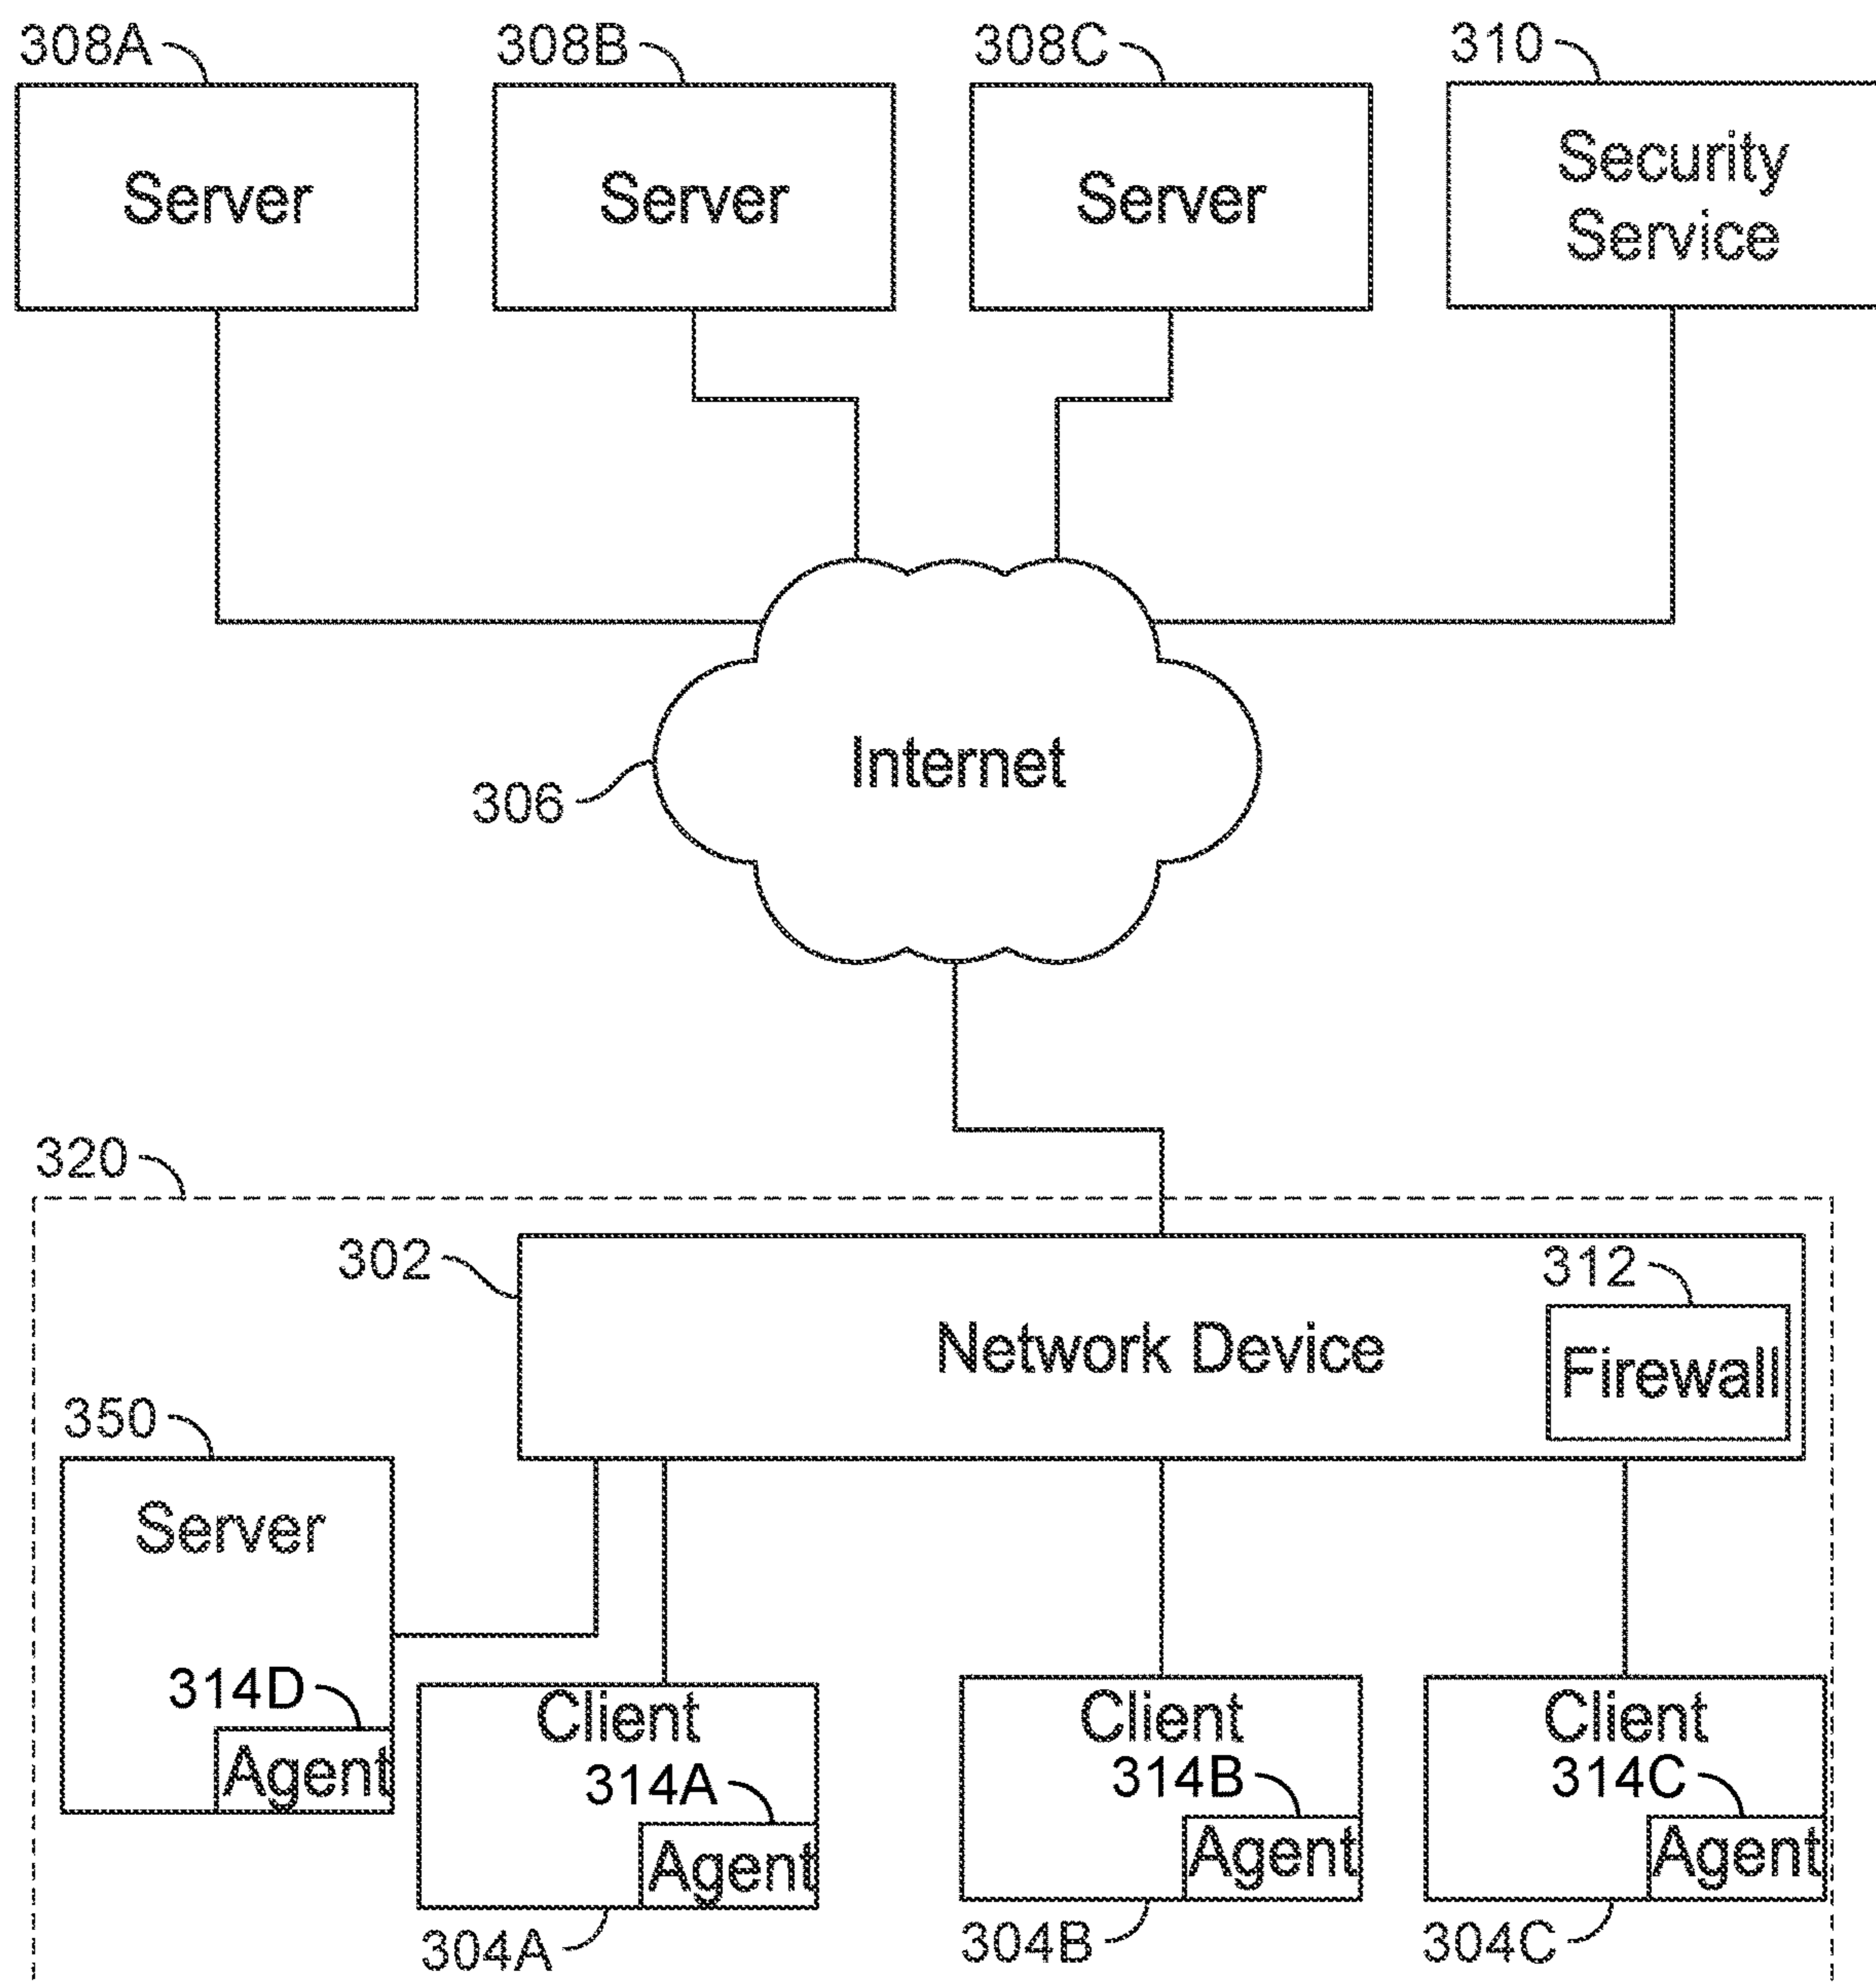 308A
308B
308C
310
Server
Server
Server
Security
Service
Internet
306
320
302
312
Network Device
Firewall
350
Server
314D
Agent
Client
314A
Agent
304A
Client
314B
Agent
304B
Client
314C
Agent
304C